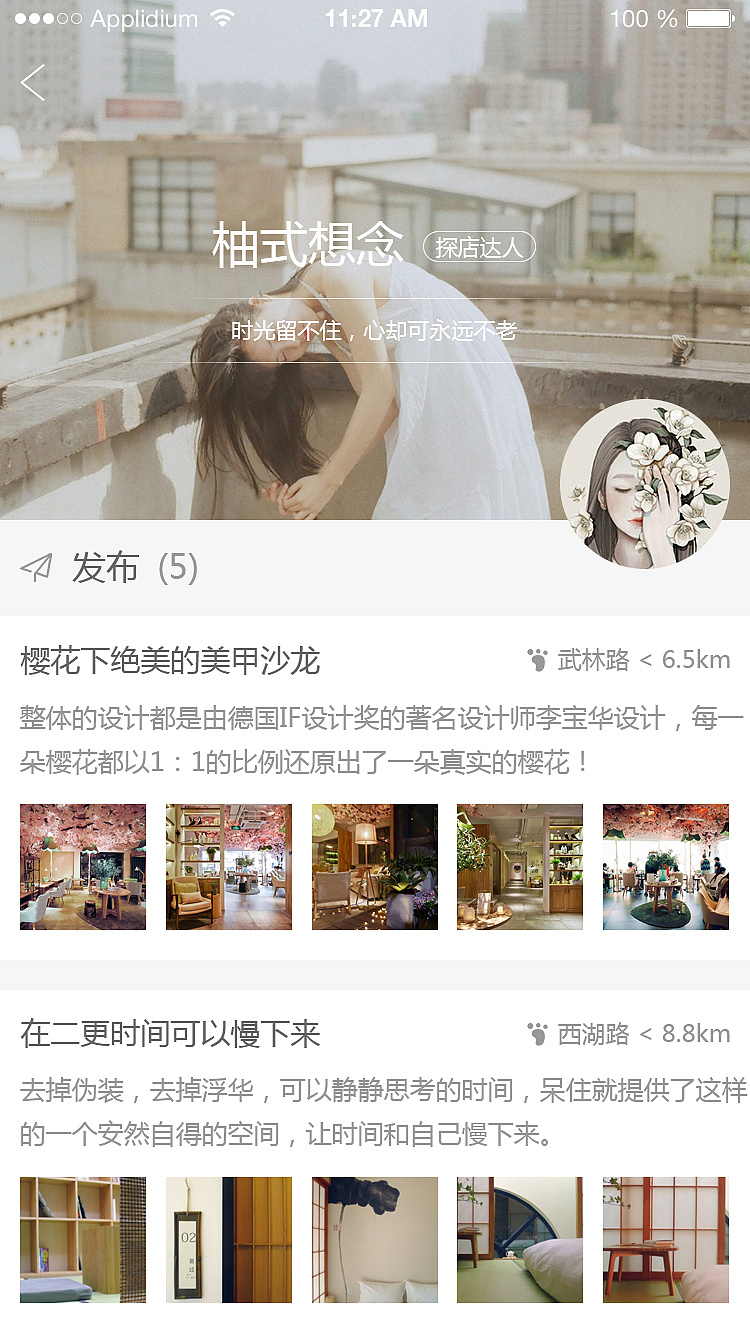 Applidium 11:27 AM 100 %
柚式想念 探店达人
时光留不住，心却可永远不老
发布 (5)
樱花下绝美的美甲沙龙 武林路 < 6.5km
整体的设计都是由德国IF设计奖的著名设计师李宝华设计，每一
朵樱花都以1：1的比例还原出了一朵真实的樱花！
在二更时间可以慢下来 西湖路 < 8.8km
去掉伪装，去掉浮华，可以静静思考的时间，呆住就提供了这样
的一个安然自得的空间，让时间和自己慢下来。
02